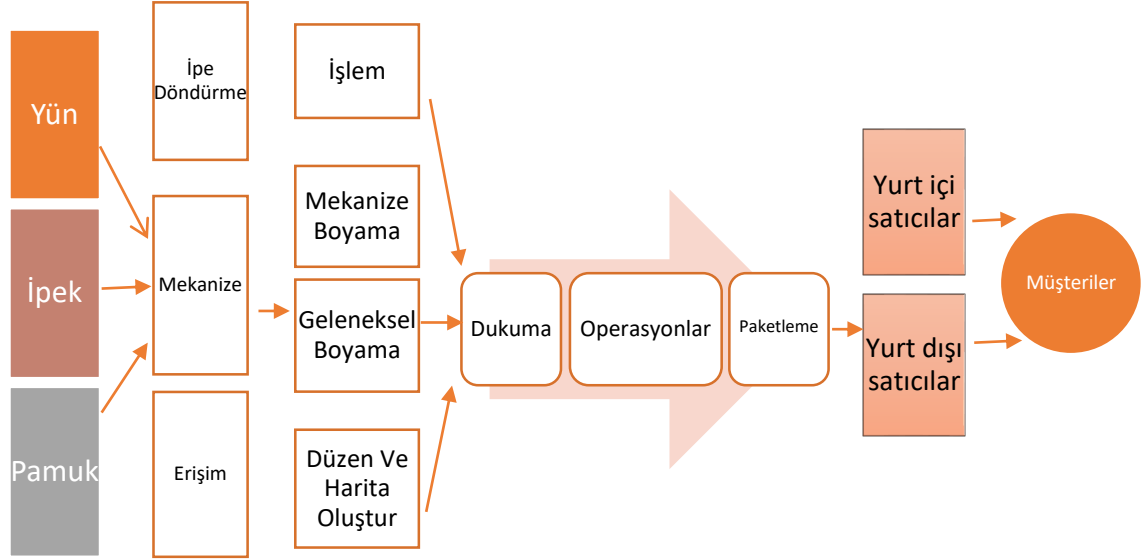 Yün
İpek
Pamuk
İpe
Döndürme
Mekanize
Erişim
İşlem
Mekanize
Boyama
Geleneksel
Boyama
Düzen Ve
Harita
Oluştur
Dukuma
Operasyonlar
Paketleme
Yurt içi
satıcılar
Yurt dışı
satıcılar
Müşteriler